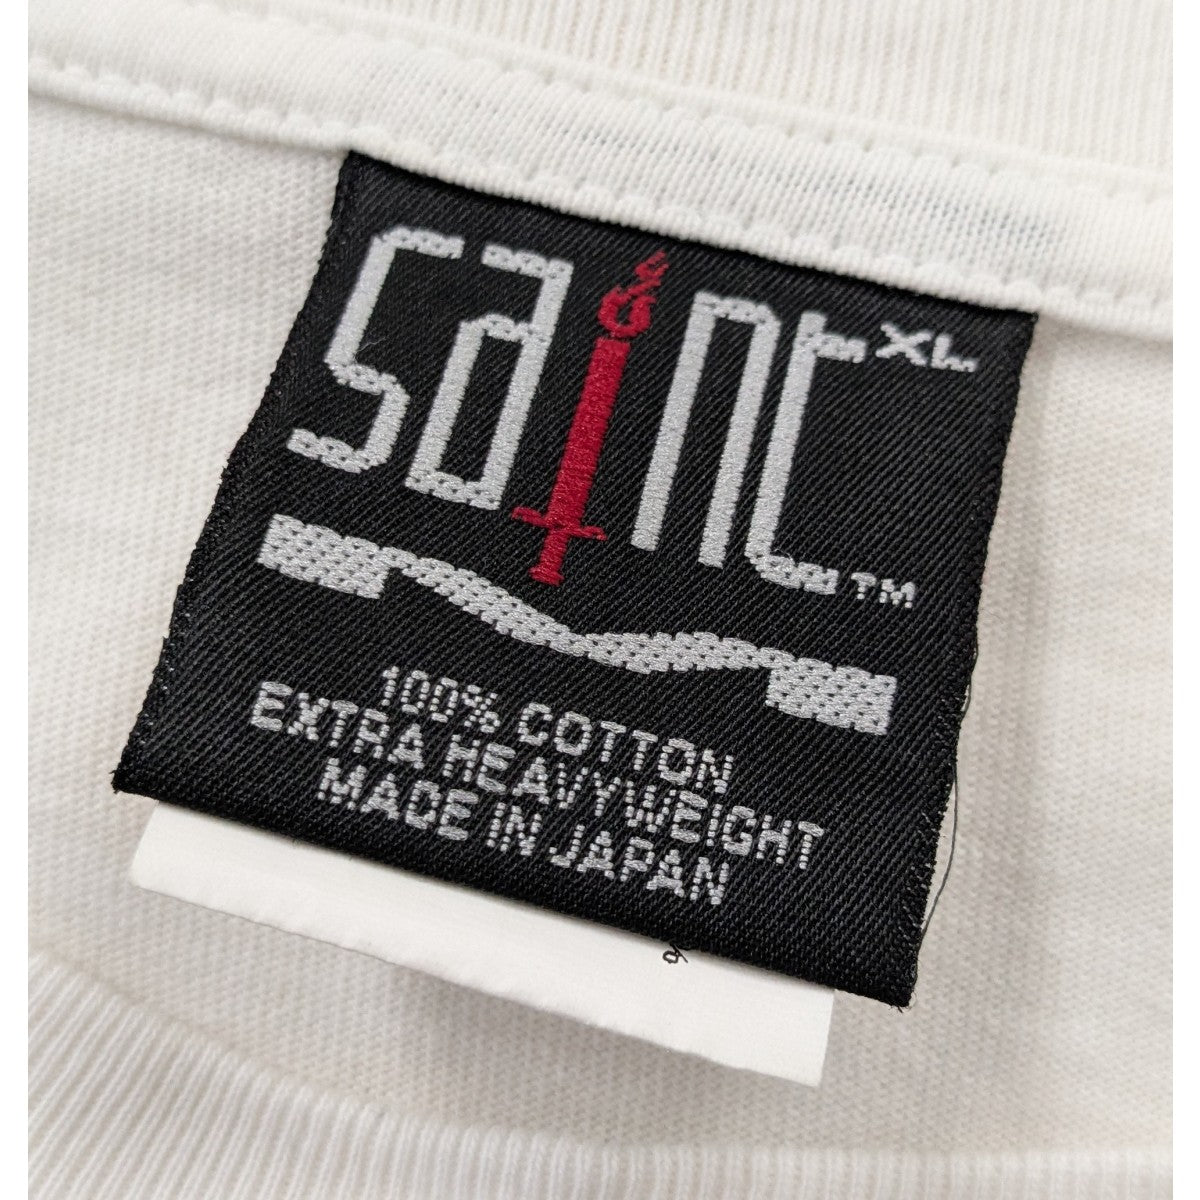 saint XL
TM
100% COTTON
EXTRA HEAVYWEIGHT
MADE IN JAPAN
%